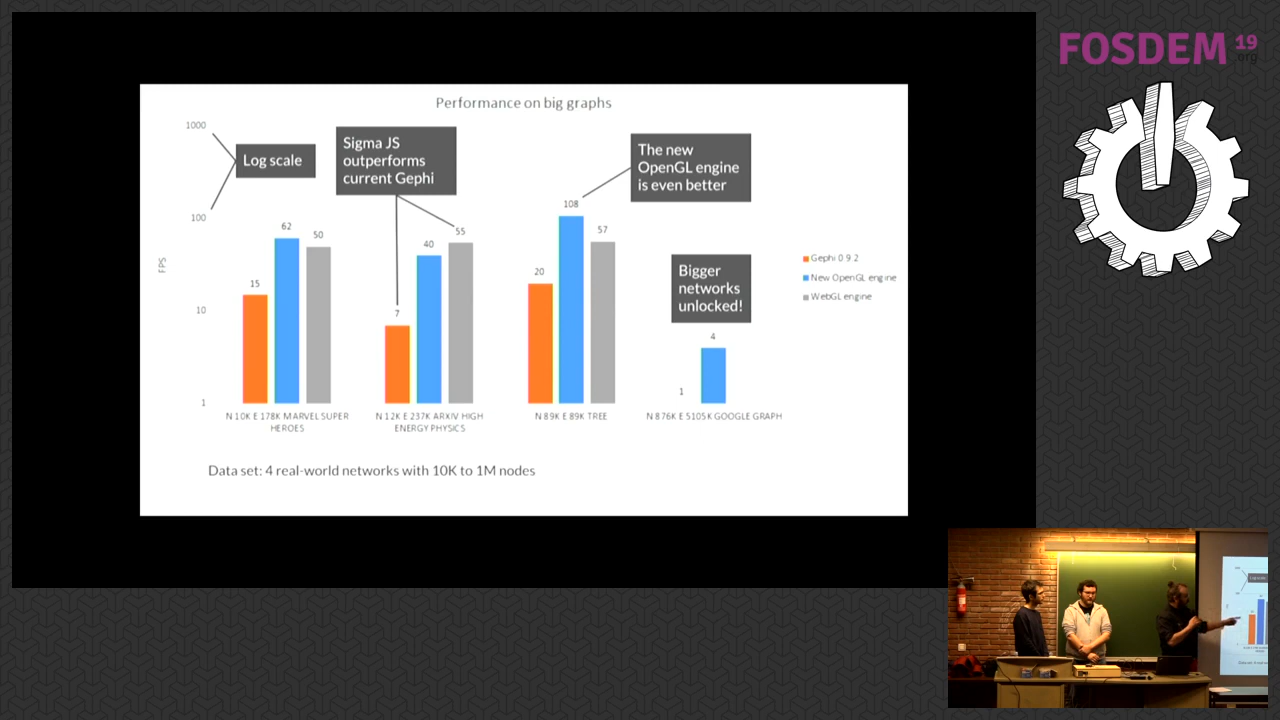 FOSDEM 19
.org
Performance on big graphs
1000
100
10
1
FPS
Log scale
Sigma JS
outperforms
current Gephi
The new
OpenGL engine
is even better
Bigger
networks
unlocked!
15
62
50
7
40
55
20
108
57
1
4
N 10K E 178K MARVEL SUPER
HEROES
N 12K E 237K ARXIV HIGH
ENERGY PHYSICS
N 89K E 89K TREE
N 876K E 5105K GOOGLE GRAPH
Gephi 0.9.2
New OpenGL engine
WebGL engine
Data set: 4 real-world networks with 10K to 1M nodes